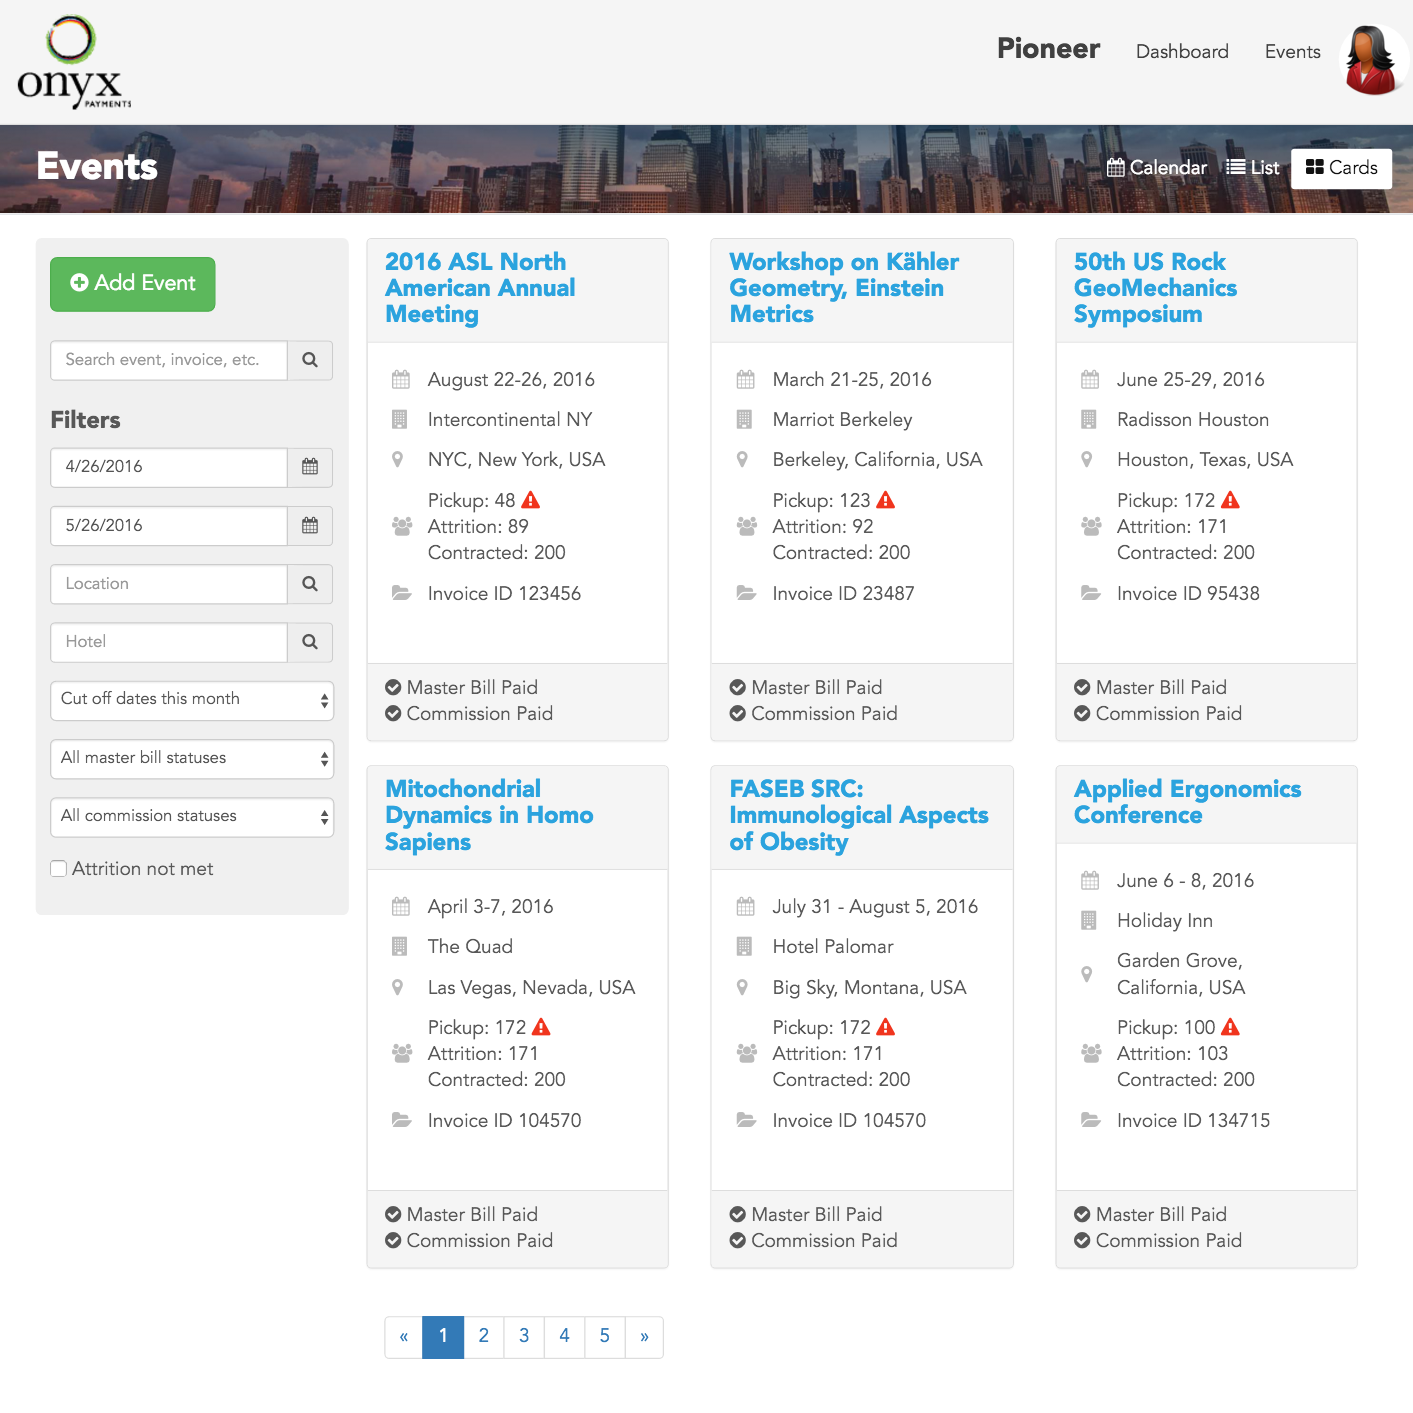 onyx
PAYMENTS
Pioneer
Dashboard
Events
Events
Calendar
List
Cards
Add Event
Search event, invoice, etc.
Filters
4/26/2016
5/26/2016
Location
Hotel
Cut off dates this month
All master bill statuses
All commission statuses
Attrition not met
2016 ASL North
American Annual
Meeting
August 22-26, 2016
Intercontinental NY
NYC, New York, USA
Pickup: 48
Attrition: 89
Contracted: 200
Invoice ID 123456
Master Bill Paid
Commission Paid
Workshop on Kähler
Geometry, Einstein
Metrics
March 21-25, 2016
Marriot Berkeley
Berkeley, California, USA
Pickup: 123
Attrition: 92
Contracted: 200
Invoice ID 23487
Master Bill Paid
Commission Paid
50th US Rock
GeoMechanics
Symposium
June 25-29, 2016
Radisson Houston
Houston, Texas, USA
Pickup: 172
Attrition: 171
Contracted: 200
Invoice ID 95438
Master Bill Paid
Commission Paid
Mitochondrial
Dynamics in Homo
Sapiens
April 3-7, 2016
The Quad
Las Vegas, Nevada, USA
Pickup: 172
Attrition: 171
Contracted: 200
Invoice ID 104570
Master Bill Paid
Commission Paid
FASEB SRC:
Immunological Aspects
of Obesity
July 31 - August 5, 2016
Hotel Palomar
Big Sky, Montana, USA
Pickup: 172
Attrition: 171
Contracted: 200
Invoice ID 104570
Master Bill Paid
Commission Paid
Applied Ergonomics
Conference
June 6 - 8, 2016
Holiday Inn
Garden Grove,
California, USA
Pickup: 100
Attrition: 103
Contracted: 200
Invoice ID 134715
Master Bill Paid
Commission Paid
« 1 2 3 4 5 »